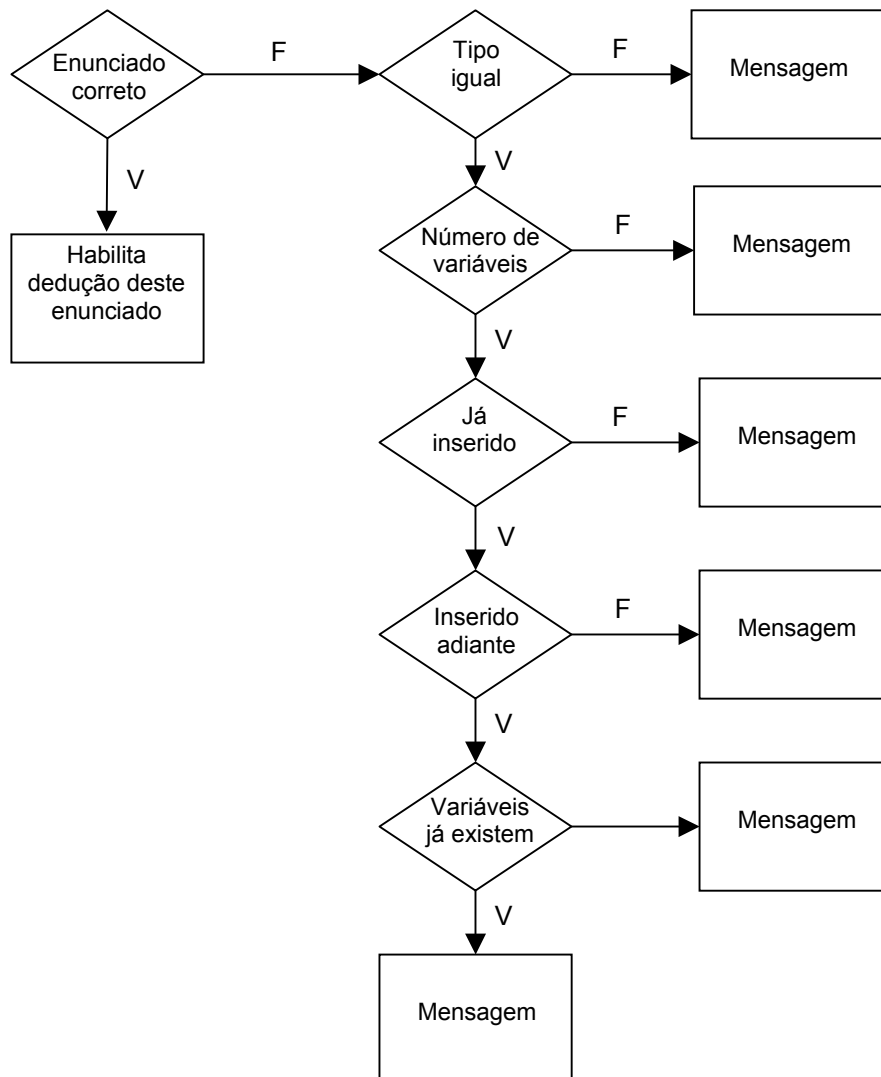 Enunciado
correto
F
Tipo
igual
F
Mensagem
V
Habilita
dedução deste
enunciado
V
Número de
variáveis
F
Mensagem
V
Já
inserido
F
Mensagem
V
Inserido
adiante
F
Mensagem
V
Variáveis
já existem
Mensagem
V
Mensagem